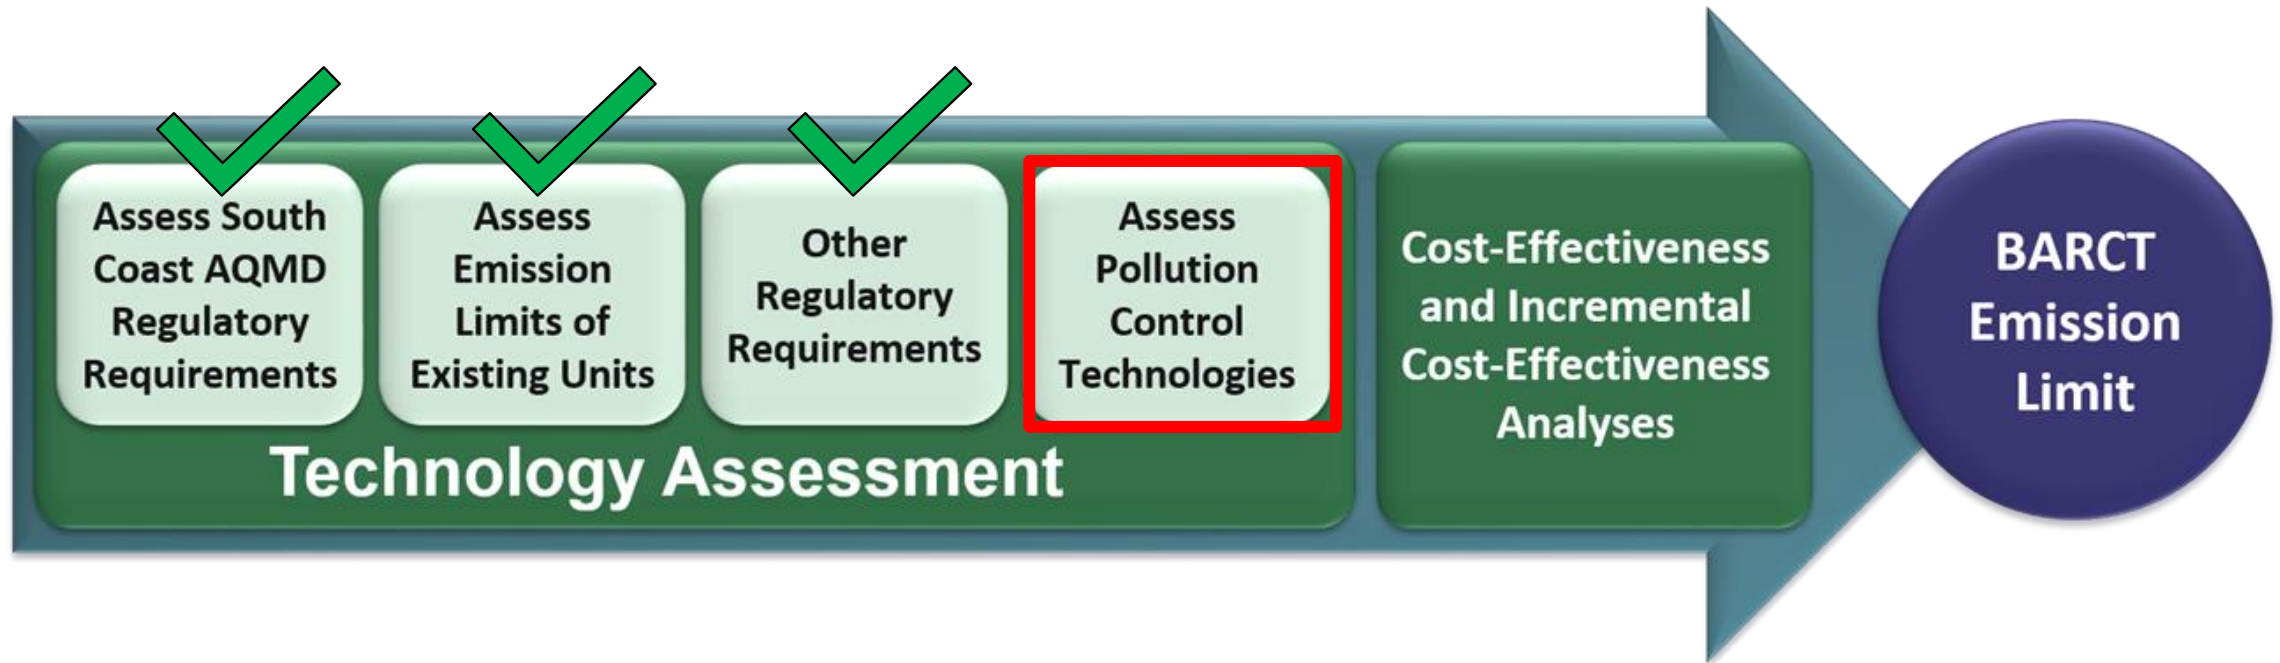 Assess South
Coast AQMD
Regulatory
Requirements
Assess
Emission
Limits of
Existing Units
Other
Regulatory
Requirements
Assess
Pollution
Control
Technologies
Technology Assessment
Cost-Effectiveness
and Incremental
Cost-Effectiveness
Analyses
BARCT
Emission
Limit